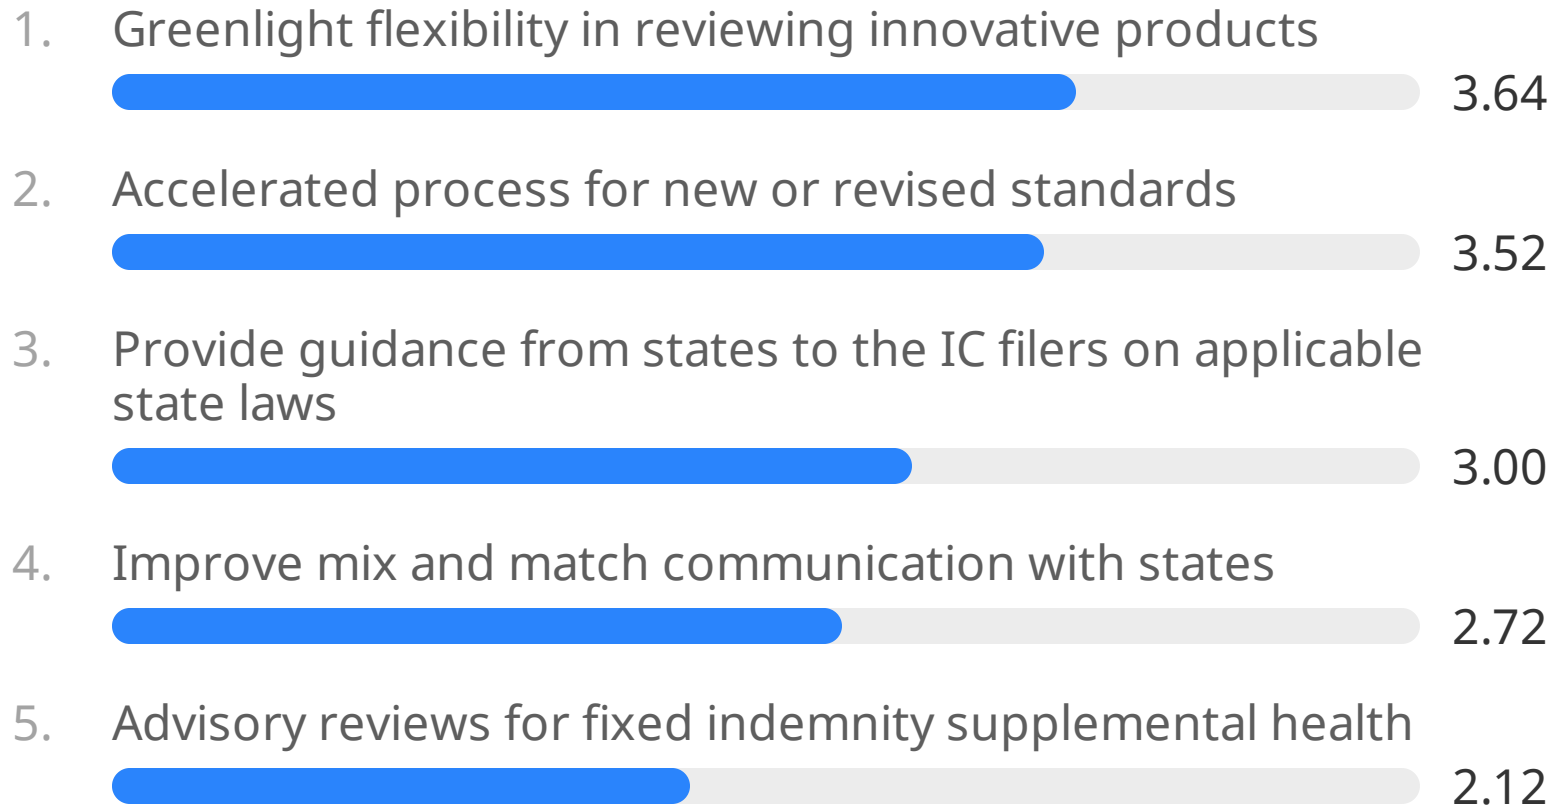 1. Greenlight flexibility in reviewing innovative products
3.64
2. Accelerated process for new or revised standards
3.52
3. Provide guidance from states to the IC filers on applicable
state laws
3.00
4. Improve mix and match communication with states
2.72
5. Advisory reviews for fixed indemnity supplemental health
2.12